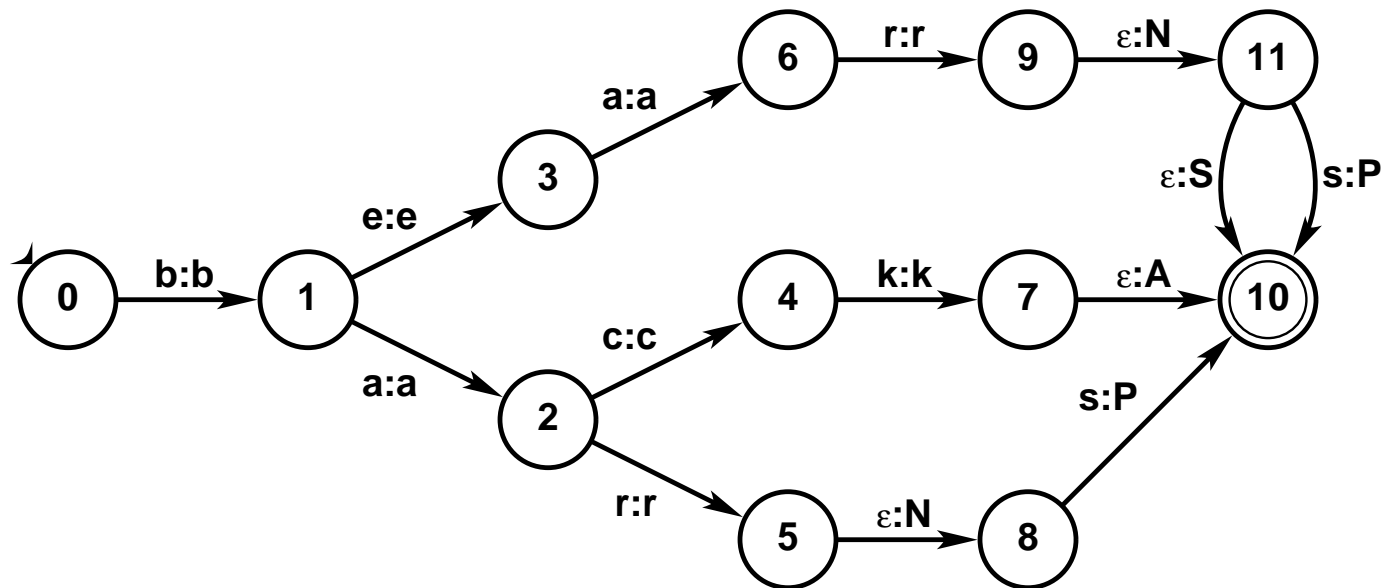 6
r:r
9
ε:N
11
a:a
3
ε:S
s:P
e:e
0
b:b
1
4
k:k
7
ε:A
10
c:c
a:a
2
s:P
r:r
5
ε:N
8